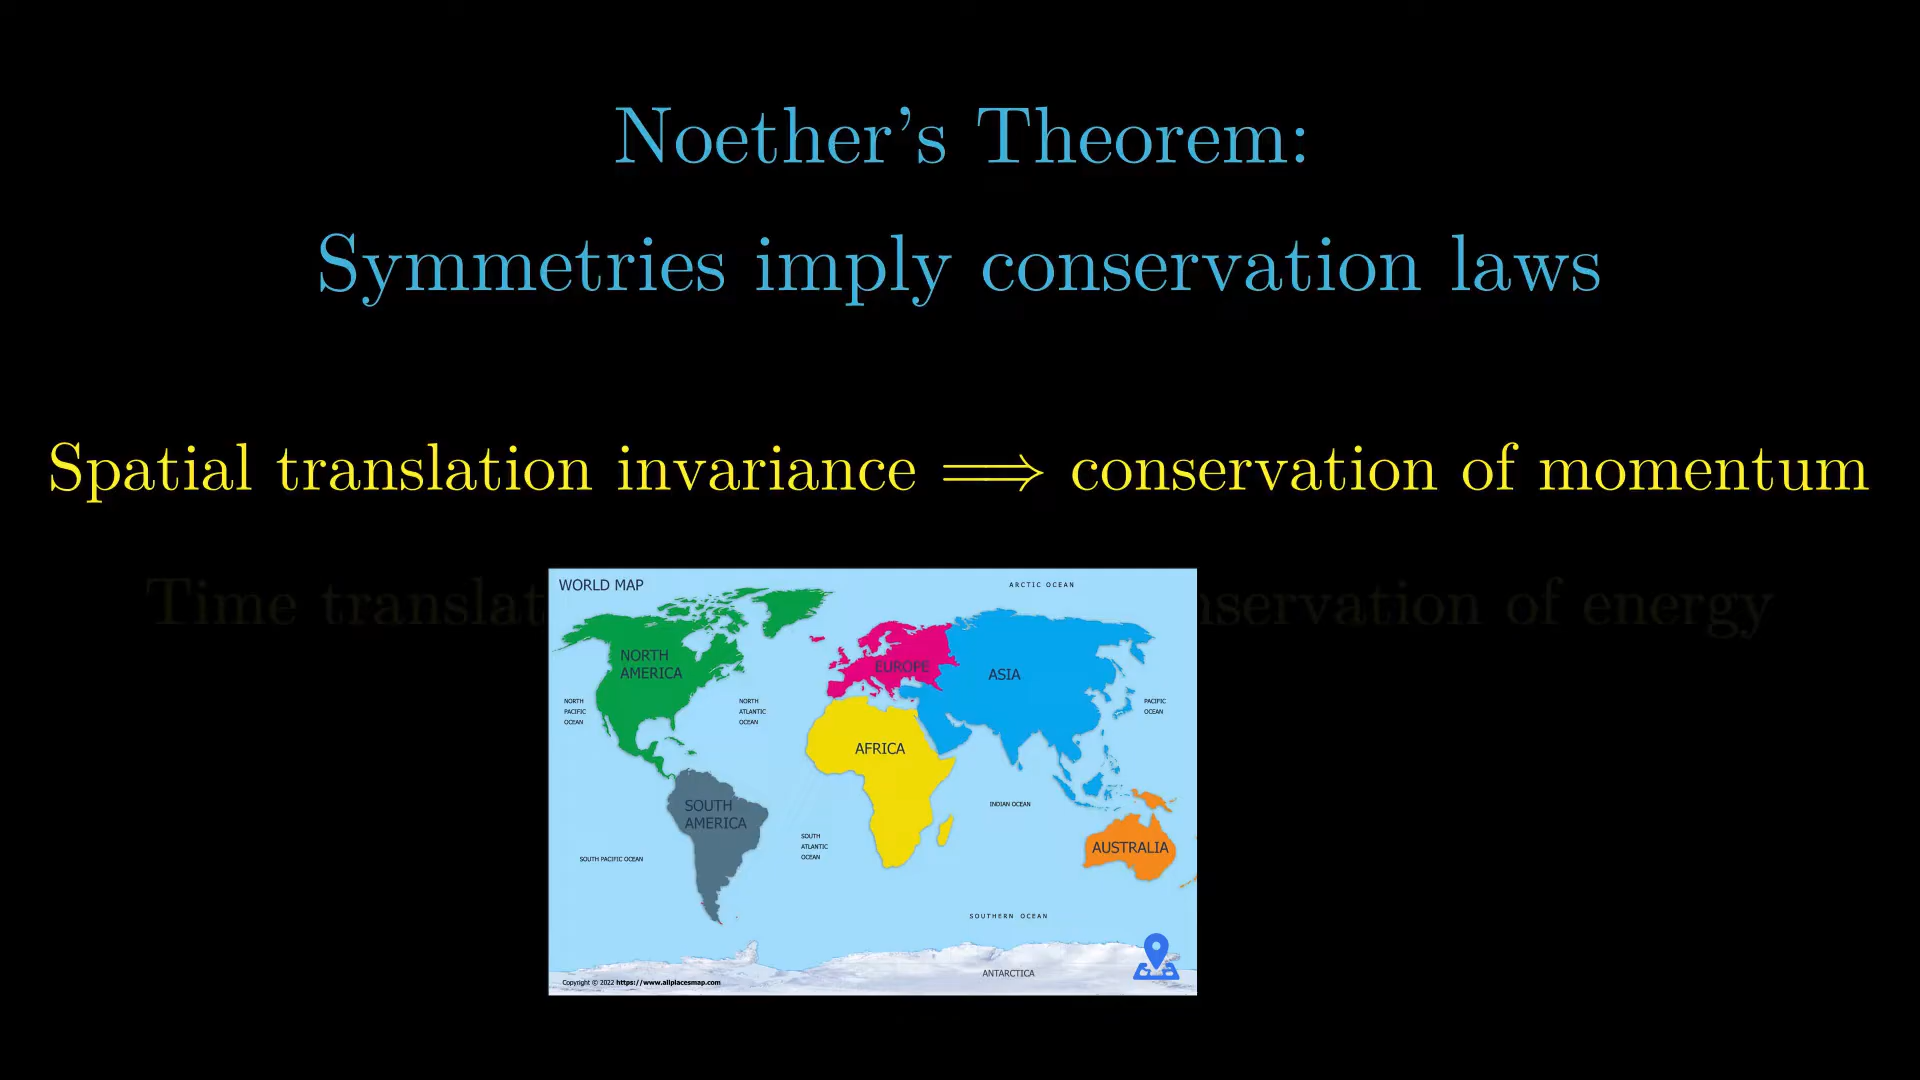 Noether's Theorem:
Symmetries imply conservation laws
Spatial translation invariance ⟹ conservation of momentum
Time translat
nservation of energy
WORLD MAP
ARCTIC OCEAN
NORTH
AMERICA
EUROPE
ASIA
NORTH
PACIFIC
OCEAN
NORTH
ATLANTIC
OCEAN
PACIFIC
OCEAN
AFRICA
SOUTH
AMERICA
INDIAN OCEAN
SOUTH
ATLANTIC
OCEAN
AUSTRALIA
SOUTH PACIFIC OCEAN
SOUTHERN OCEAN
ANTARCTICA
Copyright © 2022 https://www.allplacesmap.com